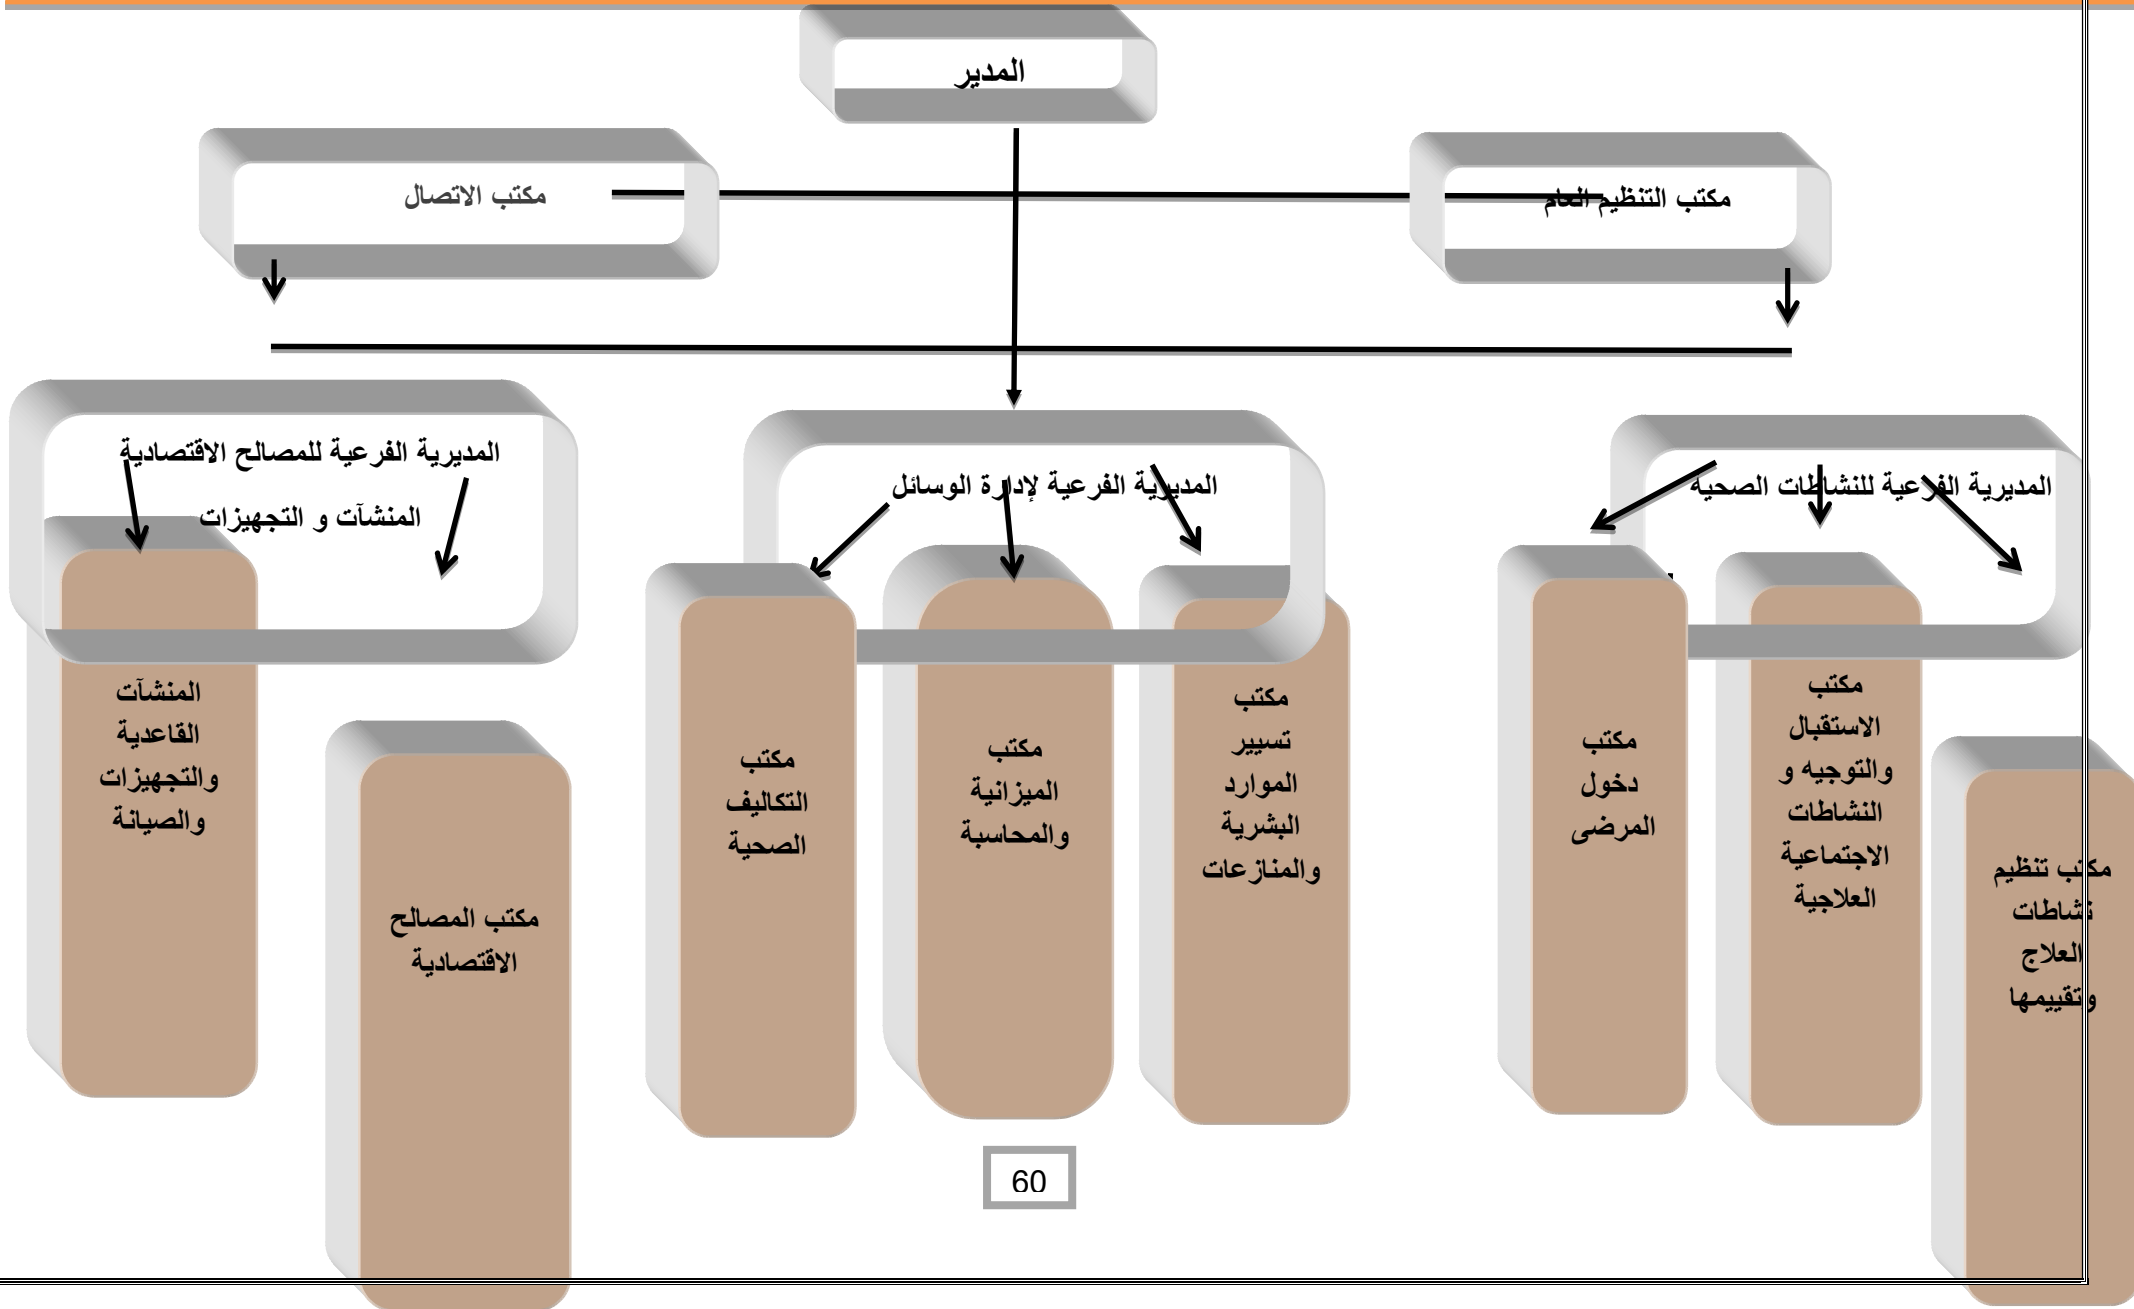 المدير
مكتب التنظيم العام
مكتب الاتصال
المديرية الفرعية للنشاطات الصحية
المديرية الفرعية لإدارة الوسائل
المديرية الفرعية للمصالح الاقتصادية
المنشآت و التجهيزات
مكتب تنظيم
نشاطات
العلاج
وتقييمها
مكتب
الاستقبال
والتوجيه و
النشاطات
الاجتماعية
العلاجية
مكتب
دخول
المرضى
مكتب
تسيير
الموارد
البشرية
والمنازعات
مكتب
الميزانية
والمحاسبة
مكتب
التكاليف
الصحية
مكتب المصالح
الاقتصادية
المنشآت
القاعدية
والتجهيزات
والصيانة
60